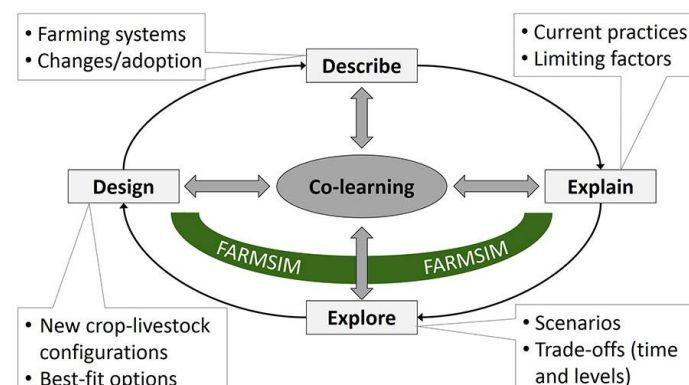 • Farming systems
• Changes/adoption
Describe
• Current practices
• Limiting factors
Design
Co-learning
Explain
FARMSIM
FARMSIM
Explore
• New crop-livestock
configurations
• Best-fit options
• Scenarios
• Trade-offs (time
and levels)